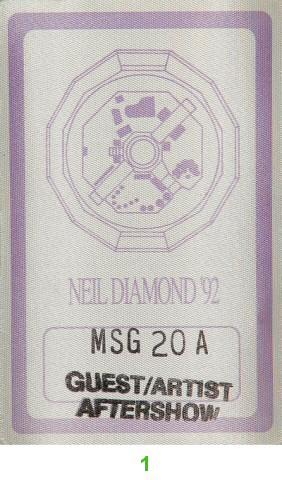 NEIL DIAMOND '92
MSG 20 A
GUEST/ARTIST
AFTERSHOW
1